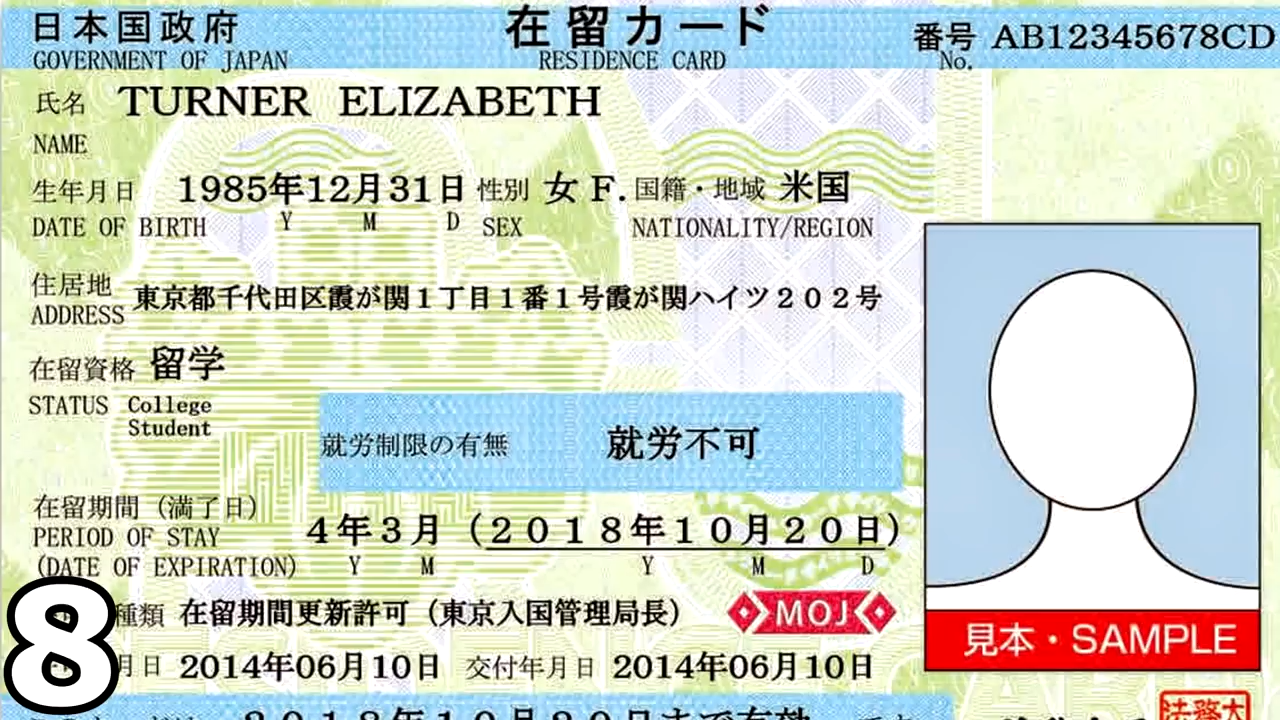 日本国政府 在留カード 番号 AB12345678CD
GOVERNMENT OF JAPAN RESIDENCE CARD No.
氏名 TURNER ELIZABETH
NAME
生年月日 1985年12月31日 性別 女 F. 国籍・地域 米国
DATE OF BIRTH Y M D SEX NATIONALITY/REGION
住居地 東京都千代田区霞が関1丁目1番1号霞が関ハイツ202号
ADDRESS
在留資格 留学
STATUS College
Student
就労制限の有無 就労不可
在留期間(満了日) 4年3月(2018年10月20日)
PERIOD OF STAY
(DATE OF EXPIRATION) Y M Y M D
種類 在留期間更新許可(東京入国管理局長) MOJ
見本・SAMPLE
月日 2014年06月10日 交付年月日 2014年06月10日
8